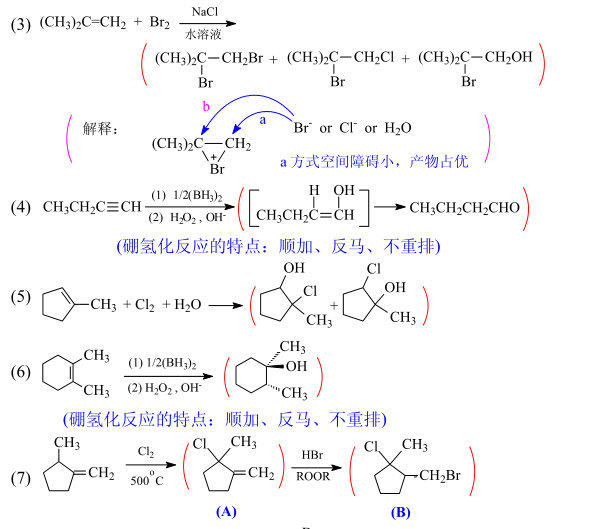 (3) (CH3)2C=CH2 + Br2 NaCl 水溶液
( (CH3)2C—CH2Br + (CH3)2C—CH2Cl + (CH3)2C—CH2OH )
Br Br Br
b
( 解释: (CH3)2C CH2 + Br a Br- or Cl- or H2O )
a 方式空间障碍小，产物占优
(4) CH3CH2C≡CH (1) 1/2(BH3)2 (2) H2O2 , OH- ( [ H OH CH3CH2C=CH ] CH3CH2CH2CHO )
(硼氢化反应的特点：顺加、反马、不重排)
(5) CH3 + Cl2 + H2O ( OH Cl CH3 + Cl OH CH3 )
(6) CH3 CH3 (1) 1/2(BH3)2 (2) H2O2 , OH- ( CH3 OH CH3 )
(硼氢化反应的特点：顺加、反马、不重排)
(7) CH3 CH2 Cl2 500°C ( Cl CH3 CH2 ) HBr ROOR ( Cl CH3 CH2Br )
(A) (B)